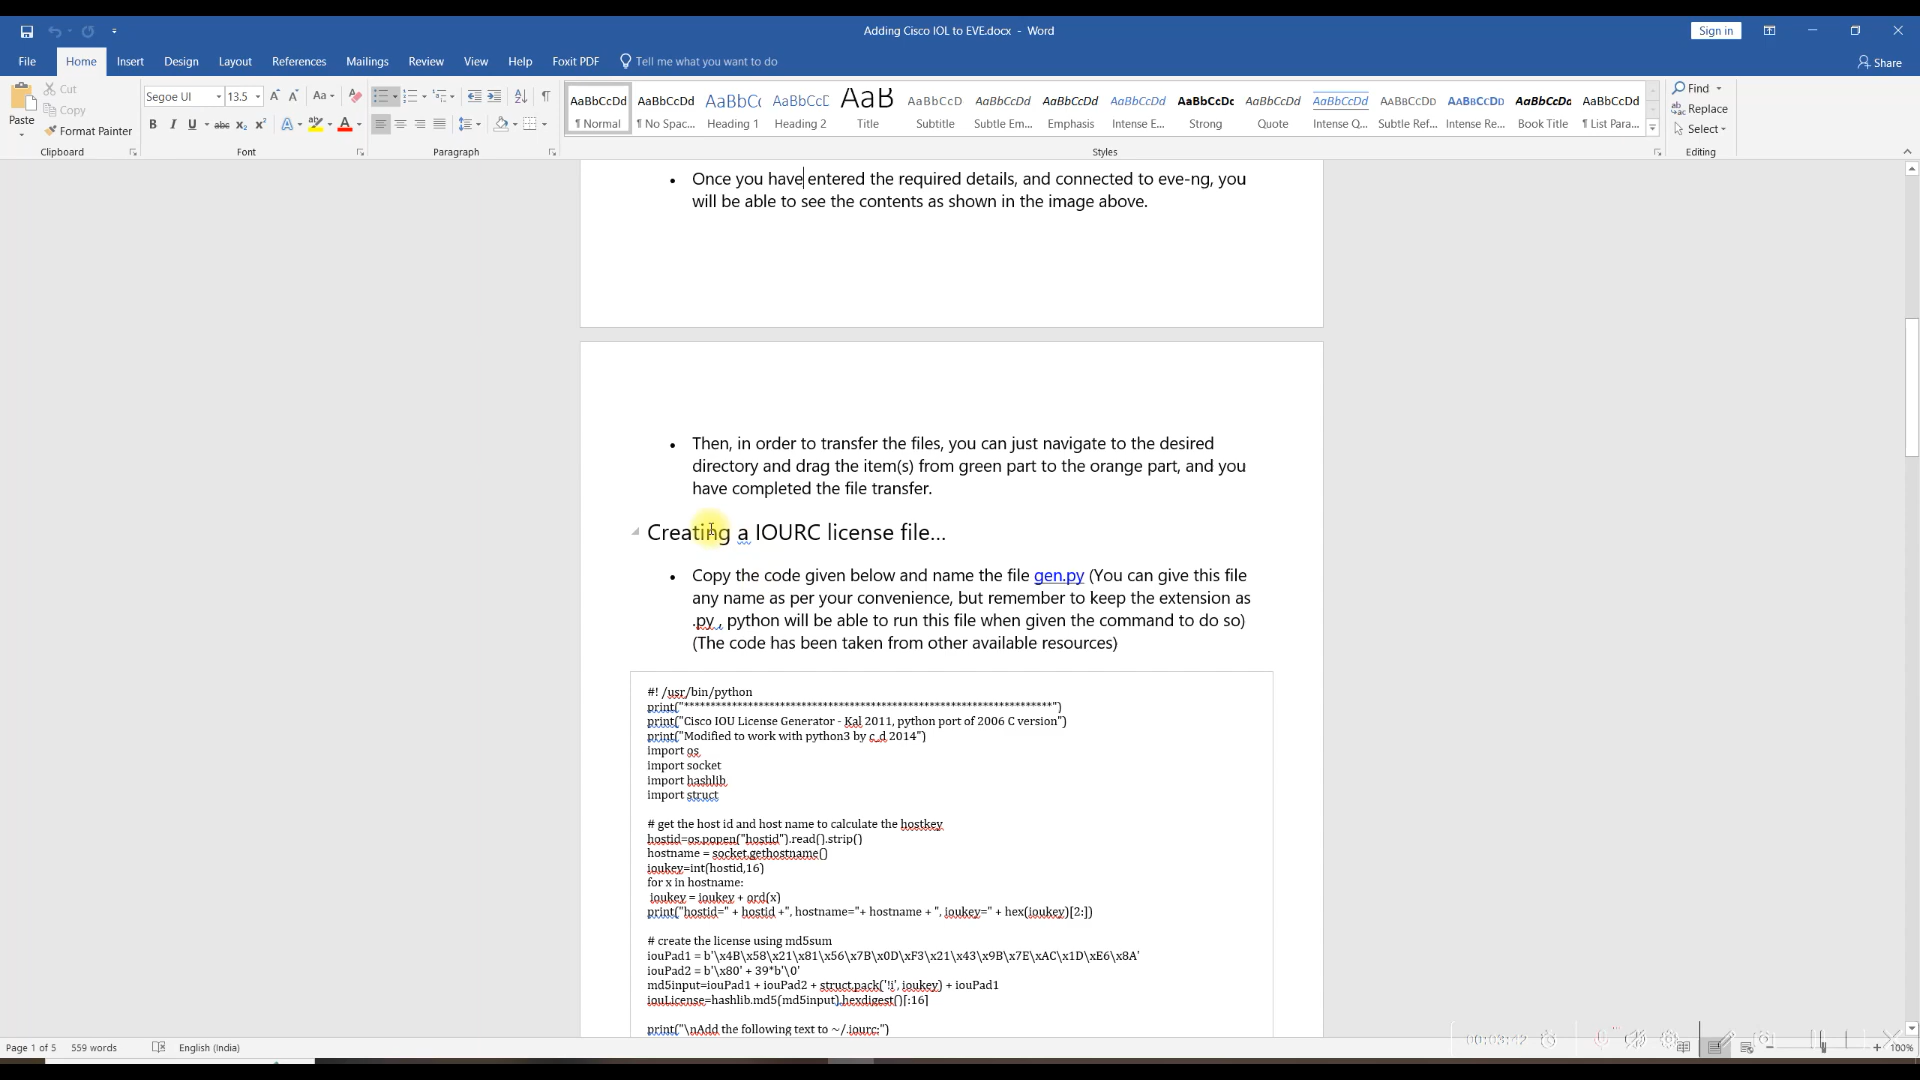 Adding Cisco IOL to EVE.docx - Word
Sign in
File Home Insert Design Layout References Mailings Review View Help Foxit PDF Tell me what you want to do
Share
Paste
Cut
Copy
Format Painter
Segoe UI 13.5
AaBbCcDd AaBbCcDd AaBbCc AaBbCcD AaB AaBbCcD AaBbCcDd AaBbCcDd AaBbCcDd AaBbCcDc AaBbCcDd AaBbCcDd AABBCCDD AABBCCDD AaBbCcDd AaBbCcDd
¶ Normal ¶ No Spac... Heading 1 Heading 2 Title Subtitle Subtle Em... Emphasis Intense E... Strong Quote Intense Q... Subtle Ref... Intense Re... Book Title ¶ List Para...
Find
Replace
Select
Clipboard Font Paragraph Styles Editing
• Once you have entered the required details, and connected to eve-ng, you
will be able to see the contents as shown in the image above.
• Then, in order to transfer the files, you can just navigate to the desired
directory and drag the item(s) from green part to the orange part, and you
have completed the file transfer.
Creating a IOURC license file...
• Copy the code given below and name the file gen.py (You can give this file
any name as per your convenience, but remember to keep the extension as
.py , python will be able to run this file when given the command to do so)
(The code has been taken from other available resources)
#! /usr/bin/python
print("*********************************************************************")
print("Cisco IOU License Generator - Kal 2011, python port of 2006 C version")
print("Modified to work with python3 by c_d 2014")
import os
import socket
import hashlib
import struct
# get the host id and host name to calculate the hostkey
hostid=os.popen("hostid").read().strip()
hostname = socket.gethostname()
ioukey=int(hostid,16)
for x in hostname:
ioukey = ioukey + ord(x)
print("hostid=" + hostid +", hostname="+ hostname + ", ioukey=" + hex(ioukey)[2:])
# create the license using md5sum
iouPad1 = b'\x4B\x58\x21\x81\x56\x7B\x0D\xF3\x21\x43\x9B\x7E\xAC\x1D\xE6\x8A'
iouPad2 = b'\x80' + 39*b'\0'
md5input=iouPad1 + iouPad2 + struct.pack('!i', ioukey) + iouPad1
iouLicense=hashlib.md5(md5input).hexdigest()[:16]
print("\nAdd the following text to ~/.iourc:")
Page 1 of 5 559 words English (India)
00:03:42
100%